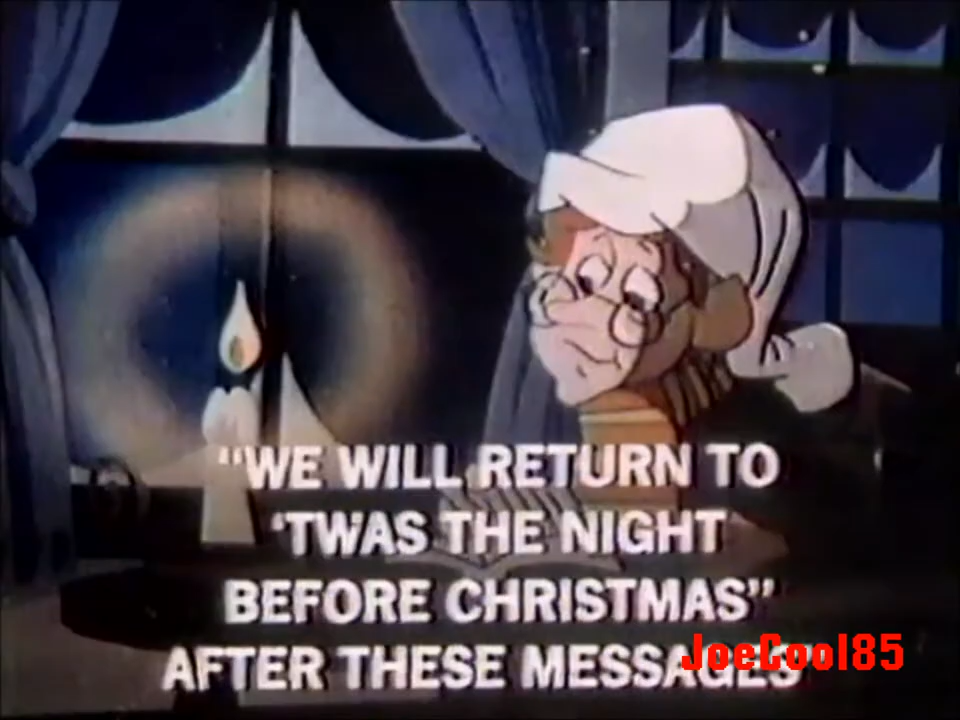 "WE WILL RETURN TO
'TWAS THE NIGHT
BEFORE CHRISTMAS"
AFTER THESE MESSAGES"
JoeCool85